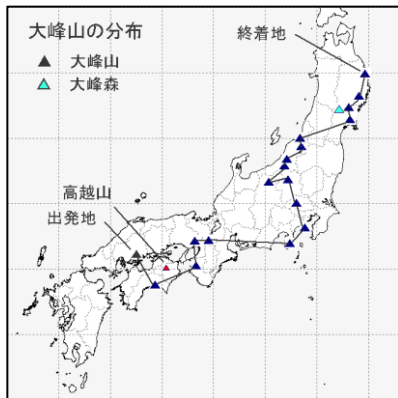 大峰山の分布
大峰山
大峰森
終着地
高越山
出発地